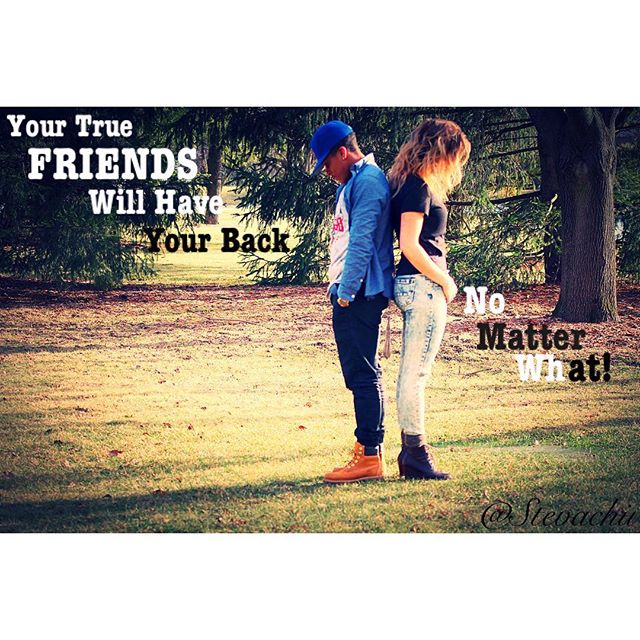 Your True
FRIENDS
Will Have
Your Back
No
Matter
What!
@Stevachu